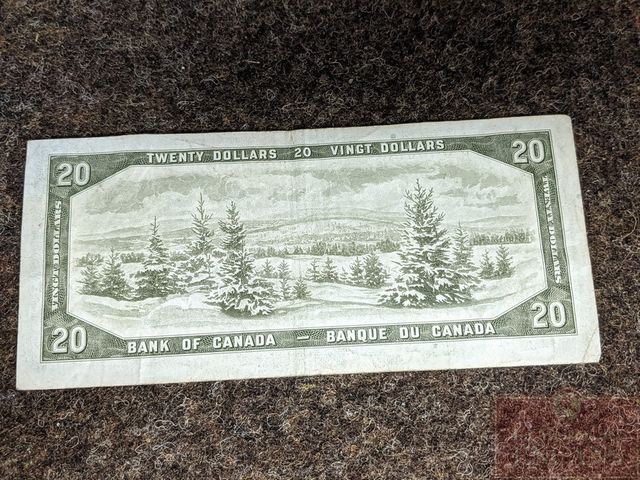 20 TWENTY DOLLARS 20 VINGT DOLLARS 20
VINGT DOLLARS
TWENTY DOLLARS
20 BANK OF CANADA — BANQUE DU CANADA 20